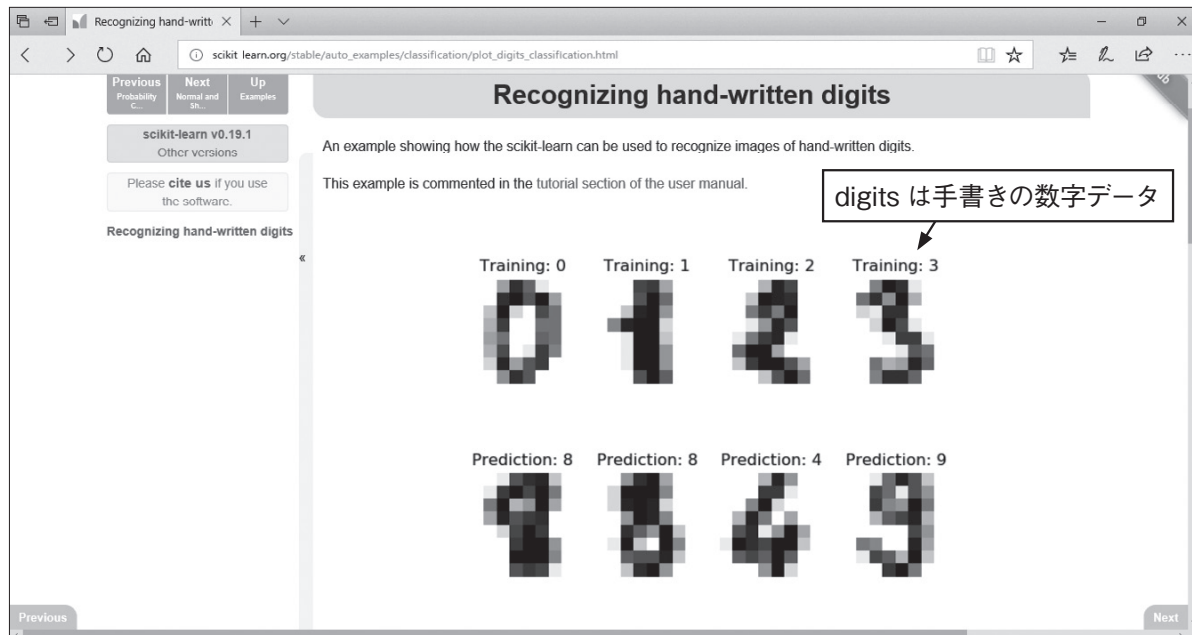 Recognizing hand-writt
scikit learn.org/stable/auto_examples/classification/plot_digits_classification.html
Previous
Probability
C...
Next
Normal and
Sh...
Up
Examples
Recognizing hand-written digits
scikit-learn v0.19.1
Other versions
Please cite us if you use
the software.
Recognizing hand-written digits
«
An example showing how the scikit-learn can be used to recognize images of hand-written digits.
This example is commented in the tutorial section of the user manual.
digits は手書きの数字データ
Training: 0 Training: 1 Training: 2 Training: 3
Prediction: 8 Prediction: 8 Prediction: 4 Prediction: 9
Previous
Next